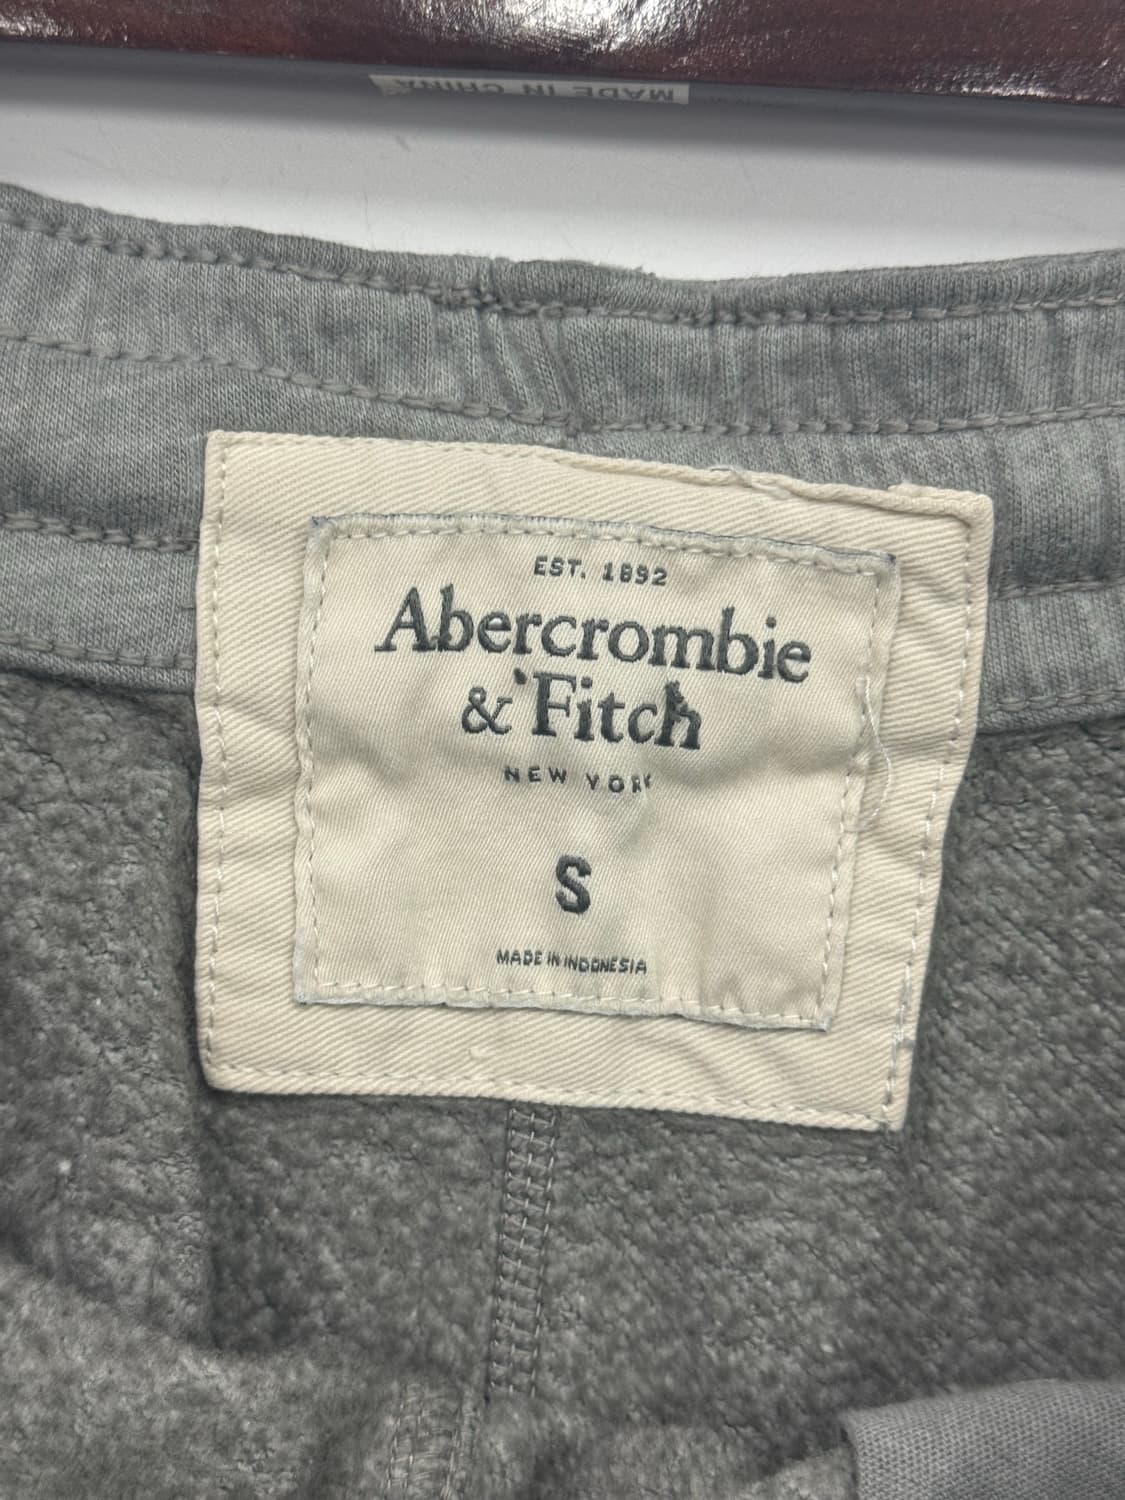 MADE IN CHINA
EST. 1892
Abercrombie
& Fitch
NEW YORK
S
MADE IN INDONESIA